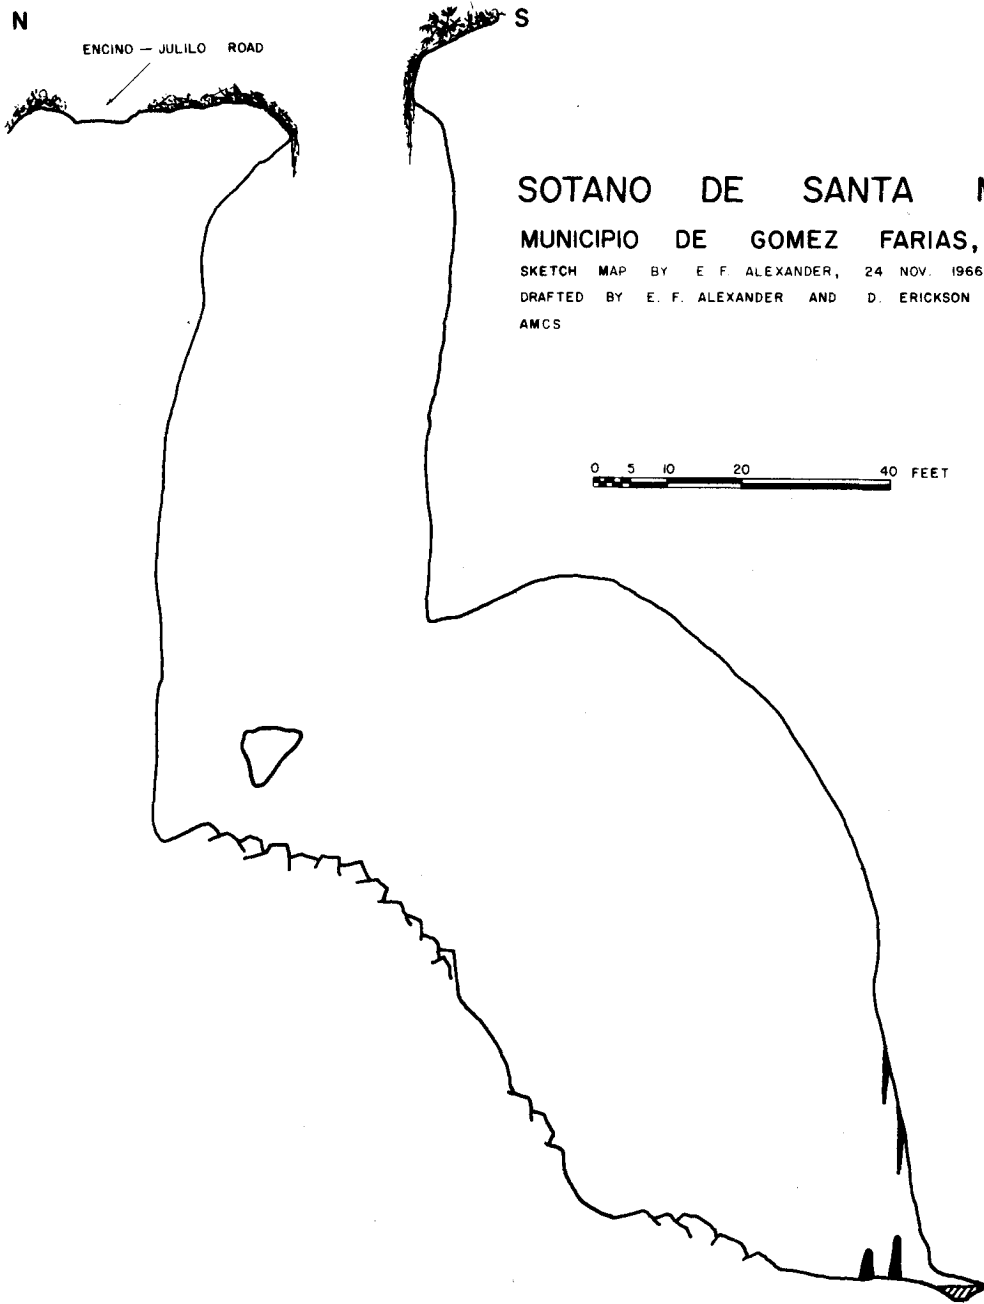 N
S
ENCINO – JULILO ROAD
SOTANO DE SANTA
MUNICIPIO DE GOMEZ FARIAS,
SKETCH MAP BY E F. ALEXANDER, 24 NOV. 1966
DRAFTED BY E. F. ALEXANDER AND D. ERICKSON
AMCS
0 5 10 20 40 FEET